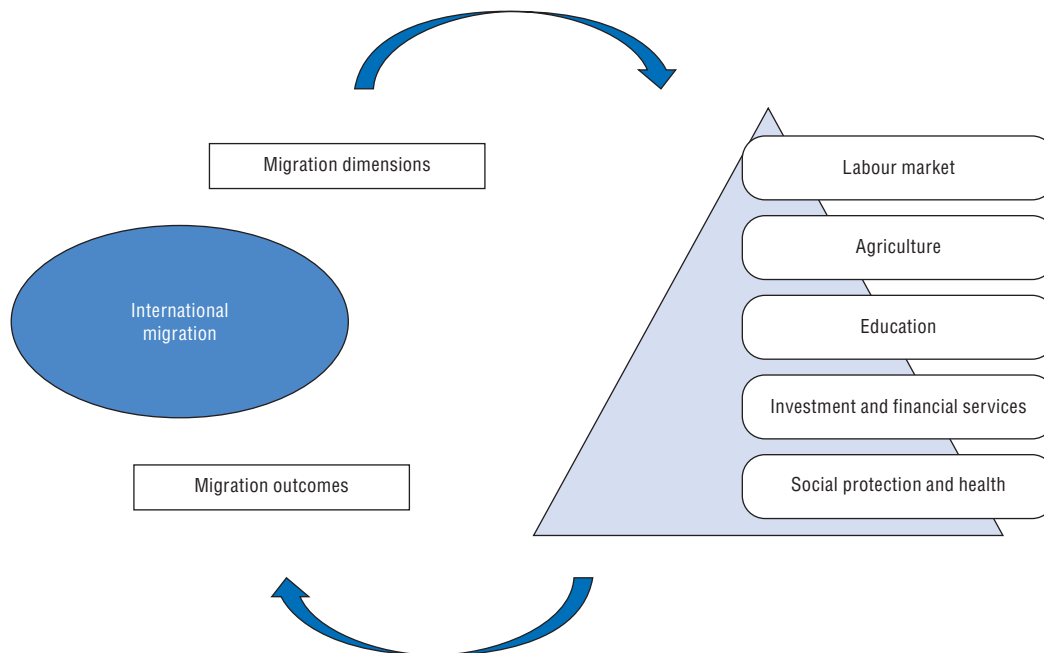 Migration dimensions
International
migration
Migration outcomes
Labour market
Agriculture
Education
Investment and financial services
Social protection and health